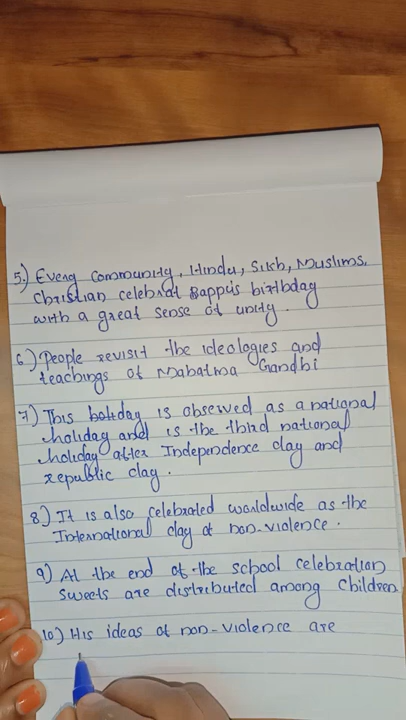 5.) Every Community, Hindu, Sikh, Muslims,
Christian celebrat Bappu's birthday
with a great sense of unity.
6.) People revisit the ideologies and
teachings of Mahatma Gandhi
7.) This holiday is observed as a national
holiday and is the third national
holiday after Independence day and
republic day.
8.) It is also celebrated worldwide as the
International day of non-violence.
9.) At the end of the school celebration
sweets are distributed among children
10.) His ideas of non-violence are